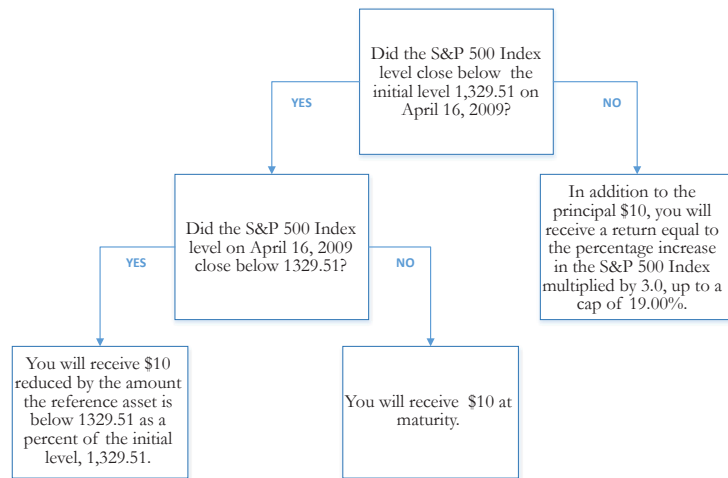 Did the S&P 500 Index
level close below the
initial level 1,329.51 on
April 16, 2009?
YES
NO
Did the S&P 500 Index
level on April 16, 2009
close below 1329.51?
In addition to the
principal $10, you will
receive a return equal to
the percentage increase
in the S&P 500 Index
multiplied by 3.0, up to a
cap of 19.00%.
YES
NO
You will receive $10
reduced by the amount
the reference asset is
below 1329.51 as a
percent of the initial
level, 1,329.51.
You will receive $10 at
maturity.